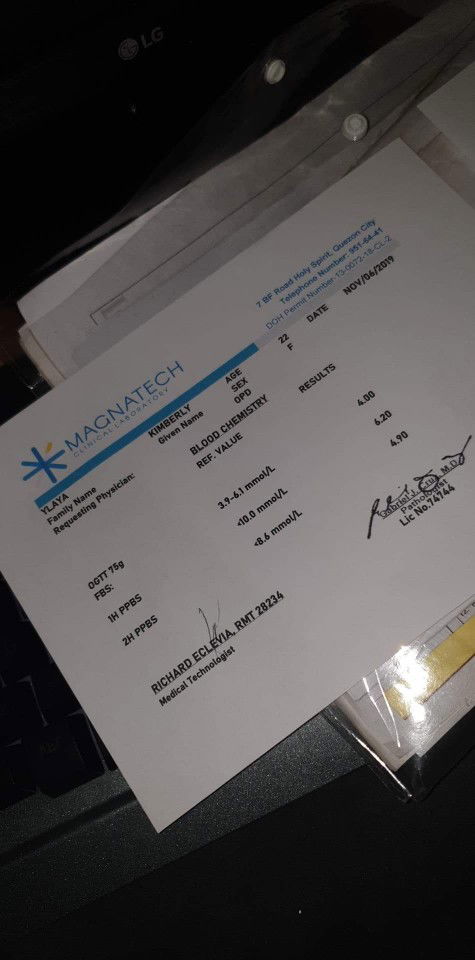 LG
7 BF Road Holy Spirit, Quezon City
Telephone Number: 951-64-41
DOH Permit Number:13-0072-18-CL-2
MAGNATECH
CLINICAL LABORATORY
YLAYA KIMBERLY AGE 22 DATE NOV/06/2019
Family Name Given Name SEX F
Requesting Physician: OPD
BLOOD CHEMISTRY
REF. VALUE RESULTS
OGTT 75g
FBS: 3.9-6.1 mmol/L 4.00
1H PPBS <10.0 mmol/L 6.20
2H PPBS <8.6 mmol/L 4.90
RICHARD ECLEVIA, RMT 28234
Medical Technologist
Gabriel J. Cruz, M.D.
Pathologist
Lic No.14744